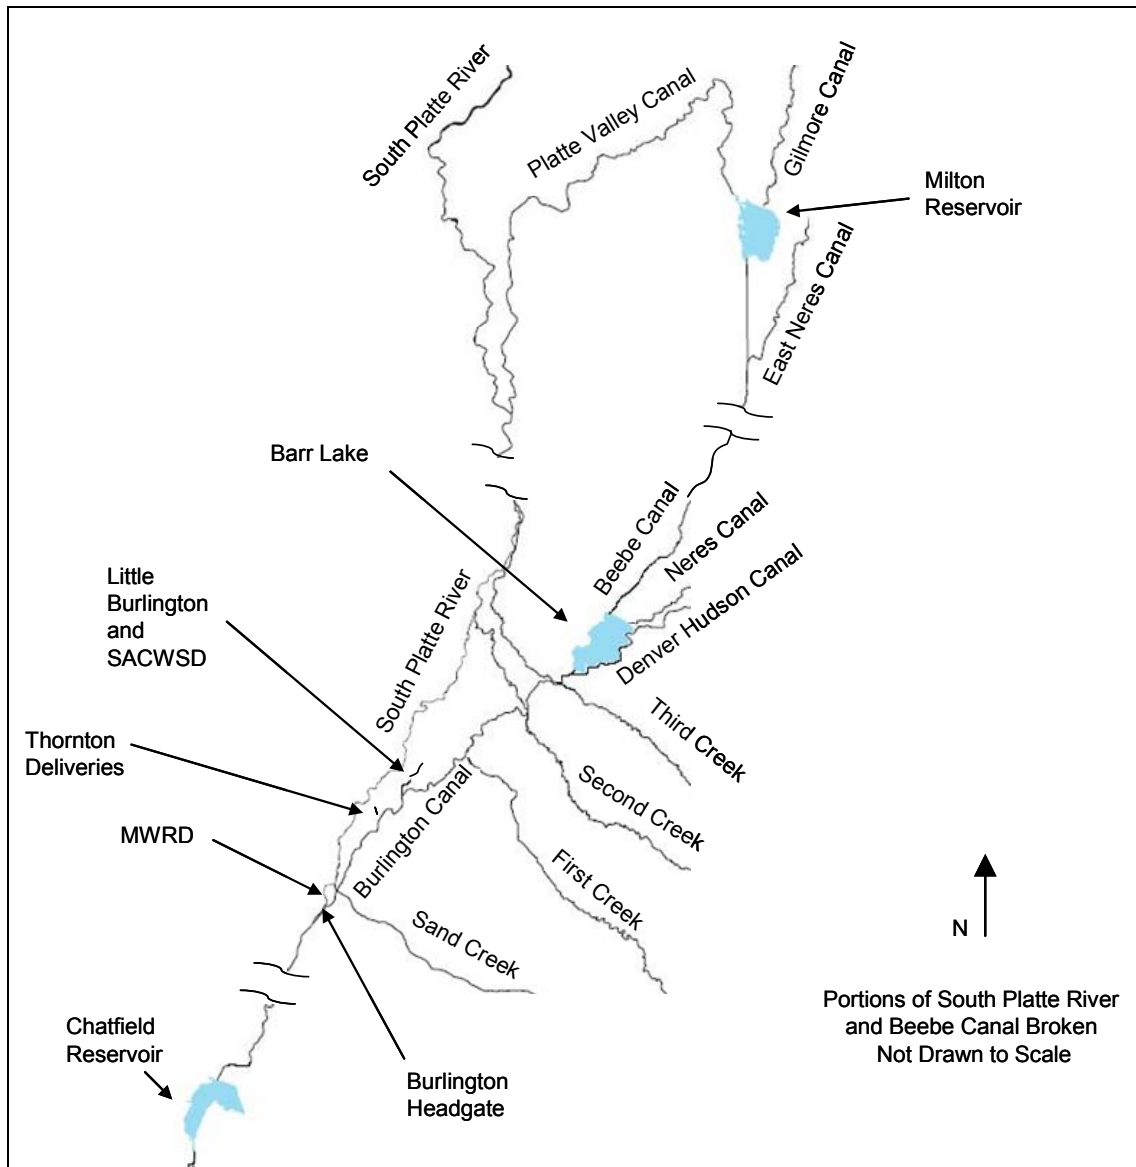 South Platte River
Platte Valley Canal
Gilmore Canal
Milton
Reservoir
East Neres Canal
Barr Lake
Beebe Canal
Neres Canal
Denver Hudson Canal
Little
Burlington
and
SACWSD
South Platte River
Third Creek
Thornton
Deliveries
Second Creek
MWRD
Burlington Canal
First Creek
Sand Creek
N
Portions of South Platte River
and Beebe Canal Broken
Not Drawn to Scale
Chatfield
Reservoir
Burlington
Headgate